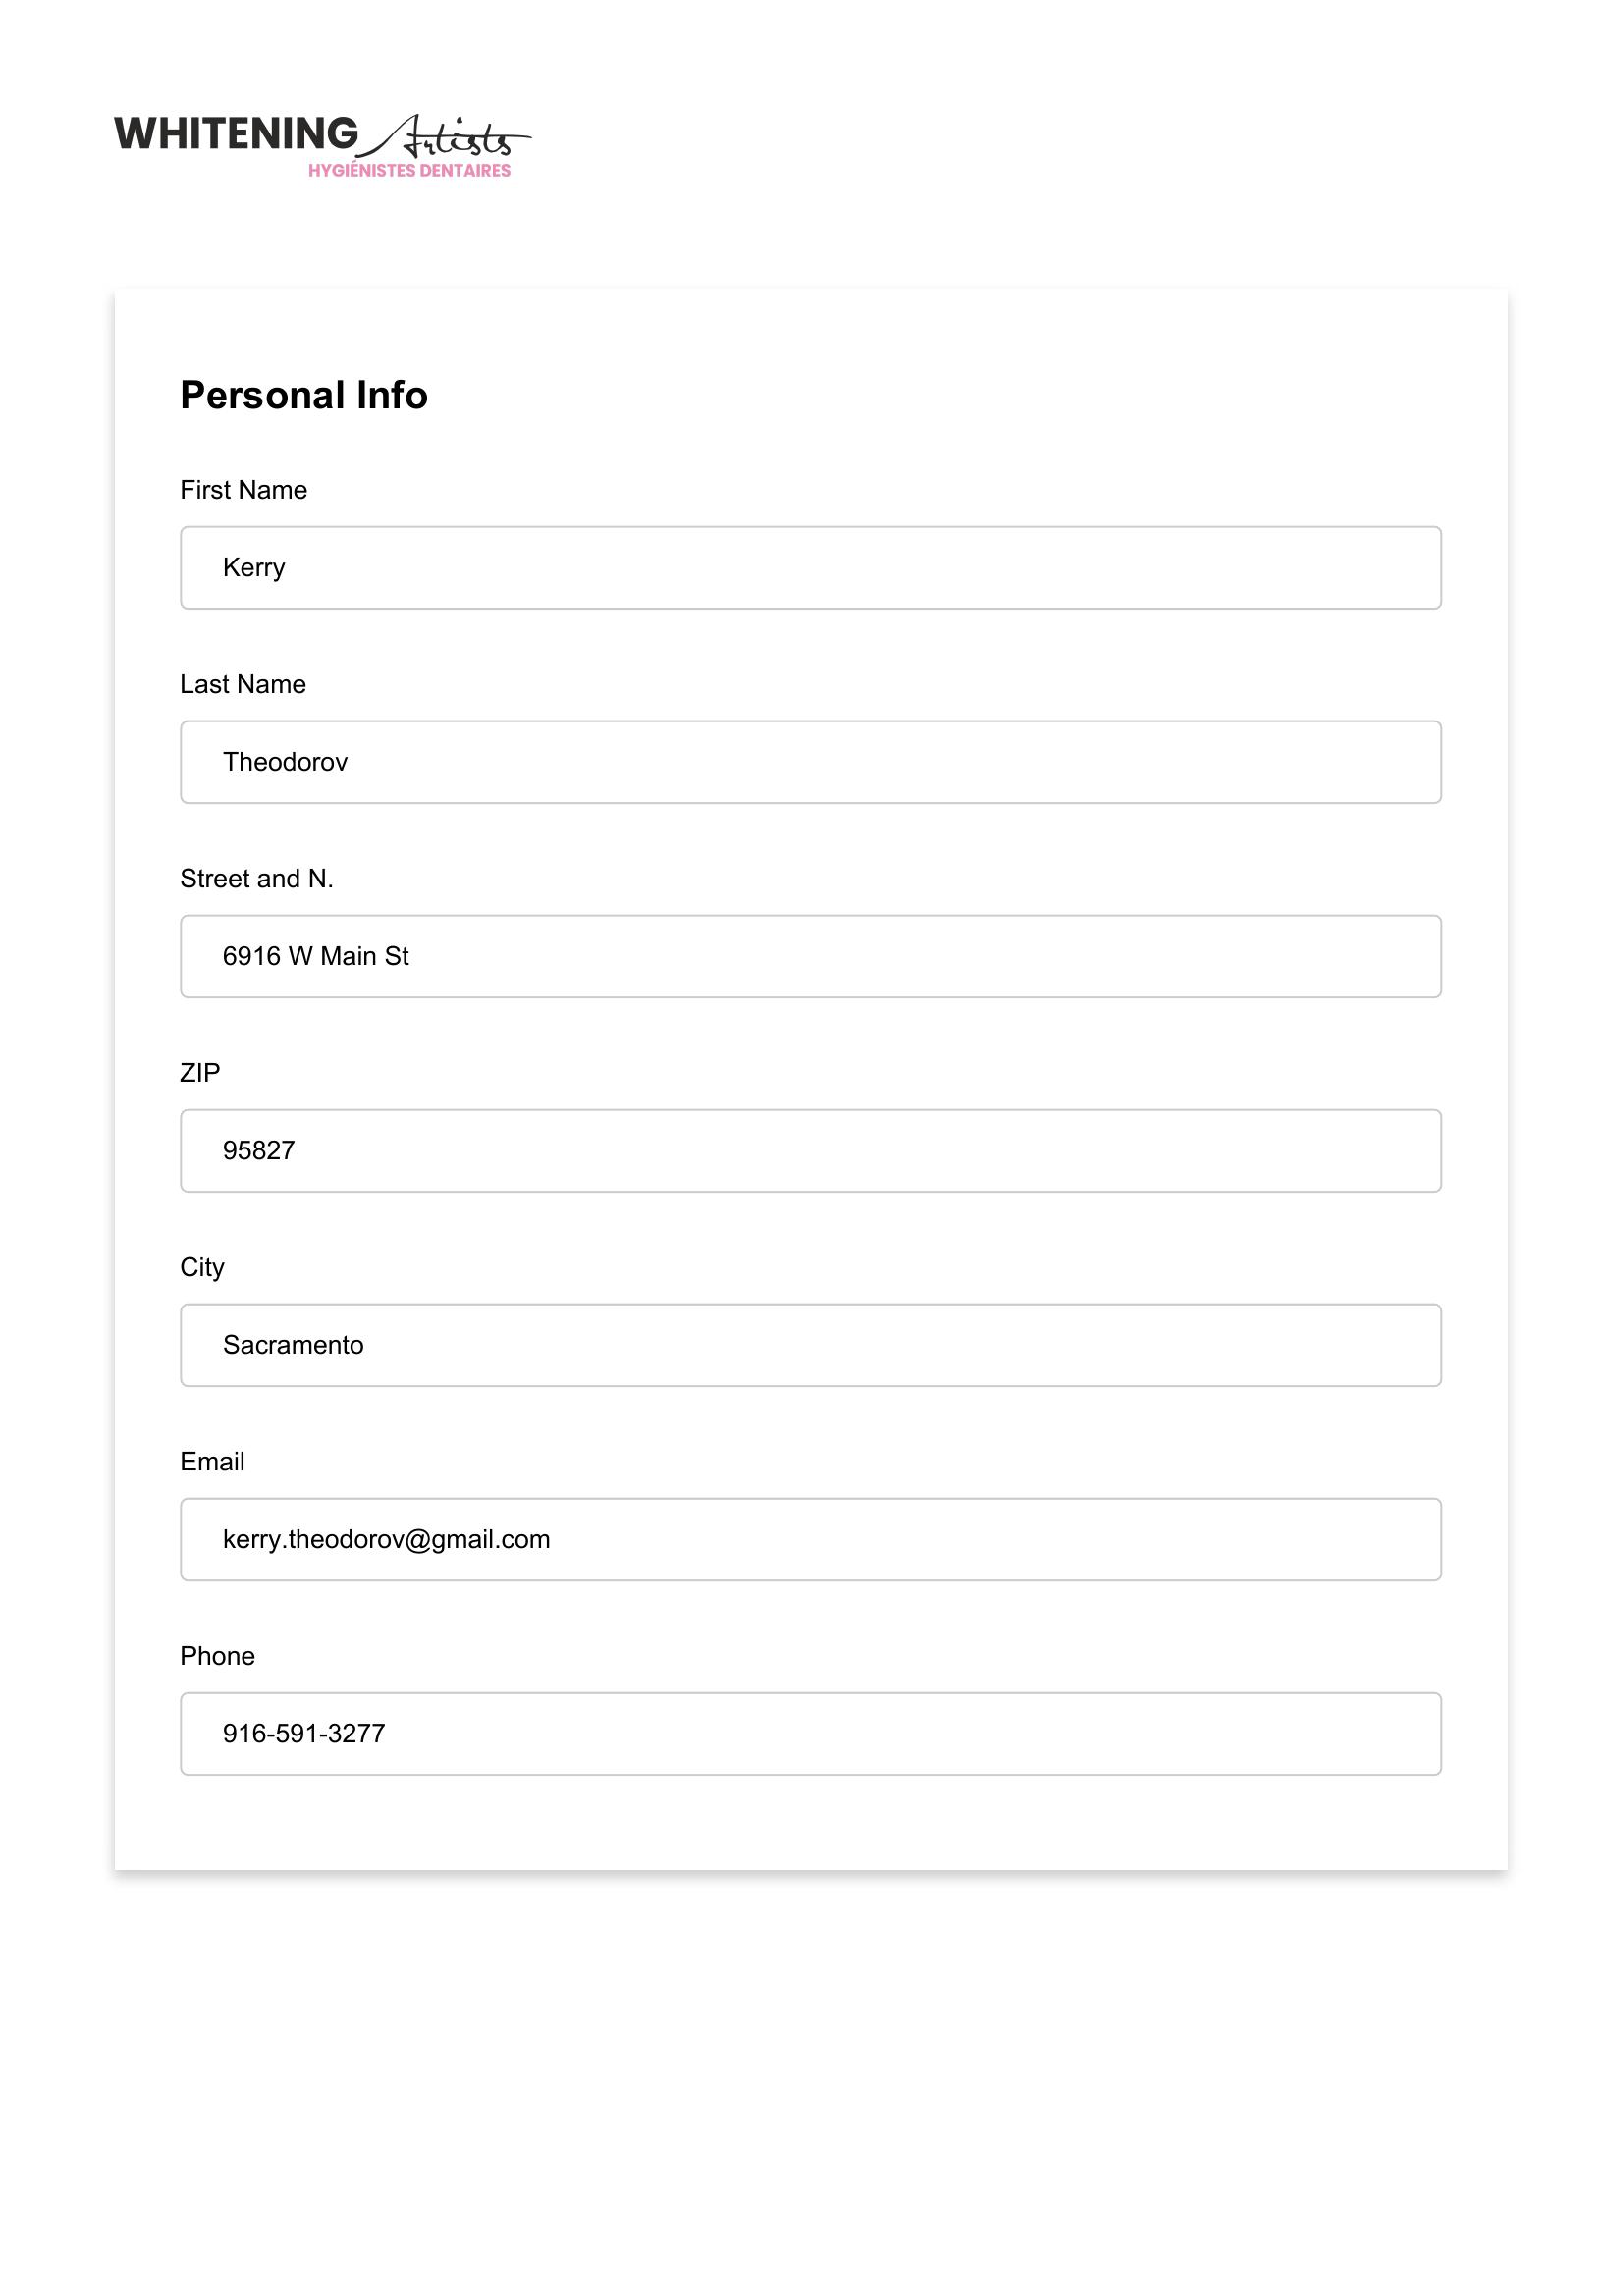 WHITENING Artists
HYGIÉNISTES DENTAIRES
Personal Info
First Name
Kerry
Last Name
Theodorov
Street and N.
6916 W Main St
ZIP
95827
City
Sacramento
Email
kerry.theodorov@gmail.com
Phone
916-591-3277